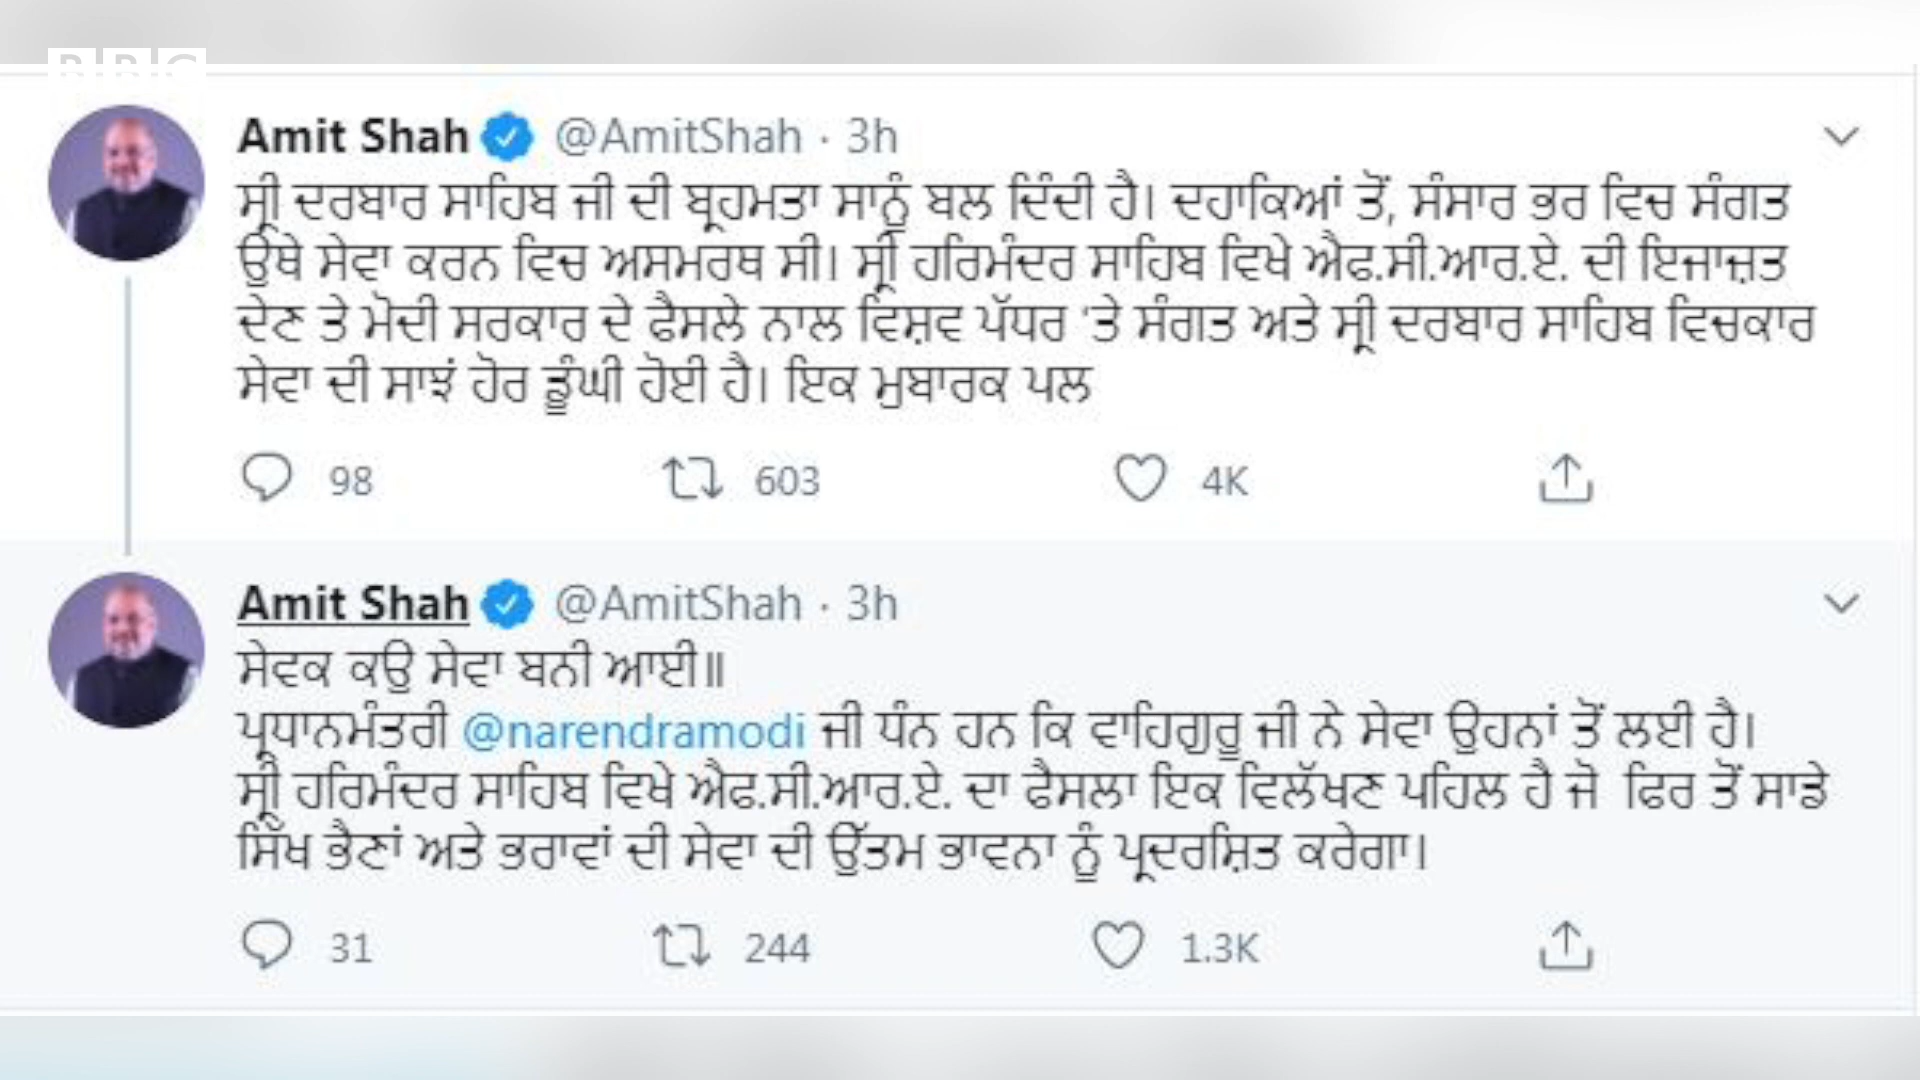 BBC
Amit Shah @AmitShah · 3h
ਸ੍ਰੀ ਦਰਬਾਰ ਸਾਹਿਬ ਜੀ ਦੀ ਬ੍ਰਹਮਤਾ ਸਾਨੂੰ ਬਲ ਦਿੰਦੀ ਹੈ। ਦਹਾਕਿਆਂ ਤੋਂ, ਸੰਸਾਰ ਭਰ ਵਿਚ ਸੰਗਤ
ਉਥੇ ਸੇਵਾ ਕਰਨ ਵਿਚ ਅਸਮਰਥ ਸੀ। ਸ੍ਰੀ ਹਰਿਮੰਦਰ ਸਾਹਿਬ ਵਿਖੇ ਐਫ.ਸੀ.ਆਰ.ਏ. ਦੀ ਇਜਾਜ਼ਤ
ਦੇਣ ਤੇ ਮੋਦੀ ਸਰਕਾਰ ਦੇ ਫੈਸਲੇ ਨਾਲ ਵਿਸ਼ਵ ਪੱਧਰ 'ਤੇ ਸੰਗਤ ਅਤੇ ਸ੍ਰੀ ਦਰਬਾਰ ਸਾਹਿਬ ਵਿਚਕਾਰ
ਸੇਵਾ ਦੀ ਸਾਝਂ ਹੋਰ ਡੂੰਘੀ ਹੋਈ ਹੈ। ਇਕ ਮੁਬਾਰਕ ਪਲ
98 603 4K
Amit Shah @AmitShah · 3h
ਸੇਵਕ ਕਉ ਸੇਵਾ ਬਨੀ ਆਈ॥
ਪ੍ਰਧਾਨਮੰਤਰੀ @narendramodi ਜੀ ਧੰਨ ਹਨ ਕਿ ਵਾਹਿਗੁਰੂ ਜੀ ਨੇ ਸੇਵਾ ਉਹਨਾਂ ਤੋਂ ਲਈ ਹੈ।
ਸ੍ਰੀ ਹਰਿਮੰਦਰ ਸਾਹਿਬ ਵਿਖੇ ਐਫ.ਸੀ.ਆਰ.ਏ. ਦਾ ਫੈਸਲਾ ਇਕ ਵਿਲੱਖਣ ਪਹਿਲ ਹੈ ਜੋ ਫਿਰ ਤੋਂ ਸਾਡੇ
ਸਿੱਖ ਭੈਣਾਂ ਅਤੇ ਭਰਾਵਾਂ ਦੀ ਸੇਵਾ ਦੀ ਉੱਤਮ ਭਾਵਨਾ ਨੂੰ ਪ੍ਰਦਰਸ਼ਿਤ ਕਰੇਗਾ।
31 244 1.3K